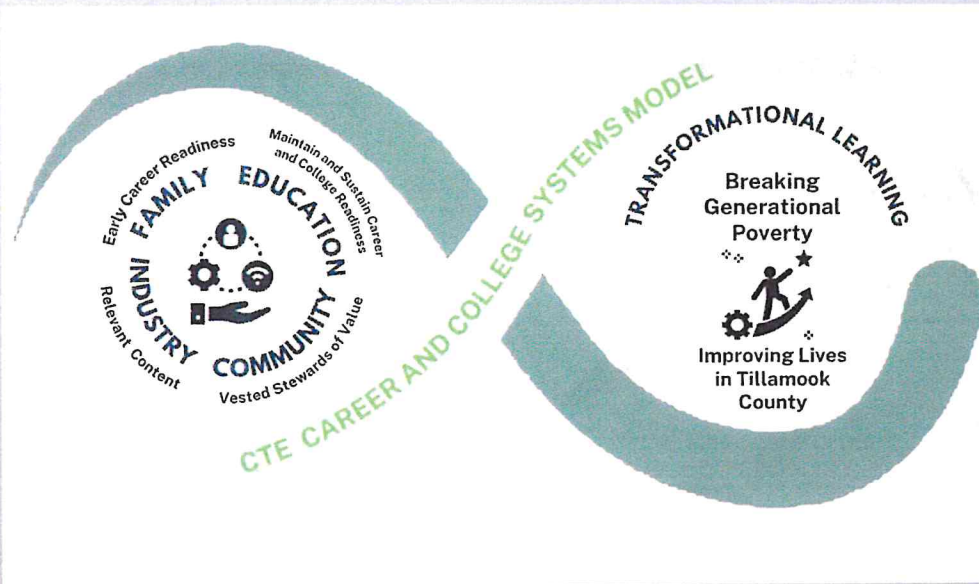 Early Career Readiness
Maintain and Sustain Career
and College Readiness
FAMILY
EDUCATION
INDUSTRY
COMMUNITY
Relevant Content
Vested Stewards of Value
CTE CAREER AND COLLEGE SYSTEMS MODEL
TRANSFORMATIONAL LEARNING
Breaking
Generational
Poverty
Improving Lives
in Tillamook
County